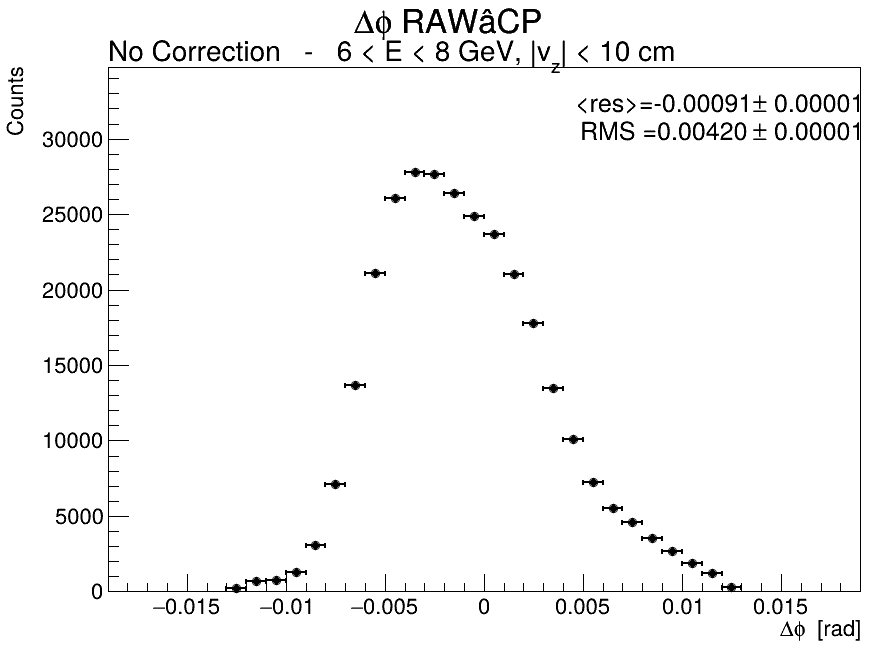 Δϕ RAWâCP
No Correction - 6 < E < 8 GeV, |v_z| < 10 cm
Counts
<res>=-0.00091± 0.00001
RMS =0.00420± 0.00001
30000
25000
20000
15000
10000
5000
0
−0.015 −0.01 −0.005 0 0.005 0.01 0.015
Δϕ [rad]